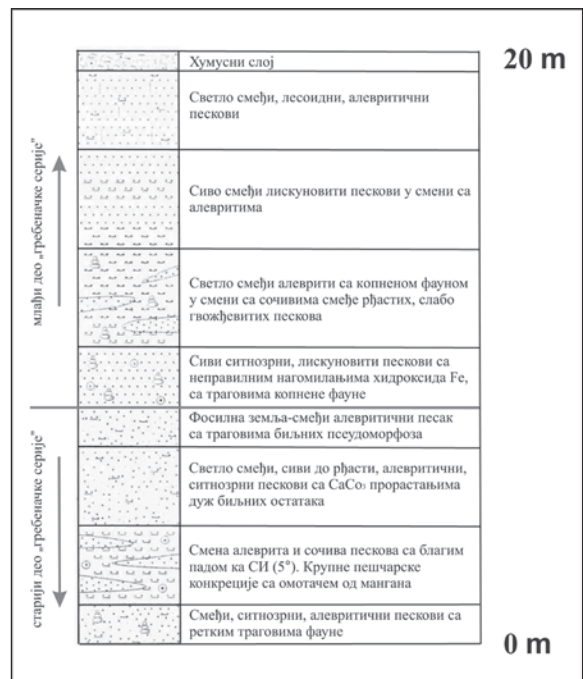 20 m
Хумусни слој
Светло смеђи, лесоидни, алевритични
пескови
Сиво смеђи лискуновити пескови у смени са
алевритима
Светло смеђи алеврити са копненом фауном
у смени са сочивима смеђе рђастих, слабо
гвожђевитих пескова
Сиви ситнозрни, лискуновити пескови са
неправилним нагомилањима хидроксида Fe,
са траговима копнене фауне
Фосилна земља-смеђи алевритични песак
са траговима биљних псеудоморфоза
Светло смеђи, сиви до рђасти, алевритични,
ситнозрни пескови са CaCo₃ прорастањима
дуж биљних остатака
Смена алеврита и сочива пескова са благим
падом ка СИ (5°). Крупне пешчарске
конкреције са омотачем од мангана
Смеђи, ситнозрни, алевритични пескови са
ретким траговима фауне
0 m
млађи део „гребеначке серије"
старији део „гребеначке серије"